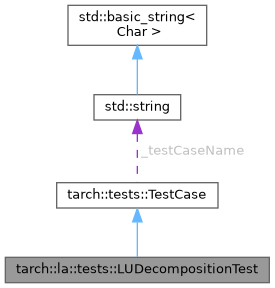 std::basic_string<
Char >
std::string
_testCaseName
tarch::tests::TestCase
tarch::la::tests::LUDecompositionTest